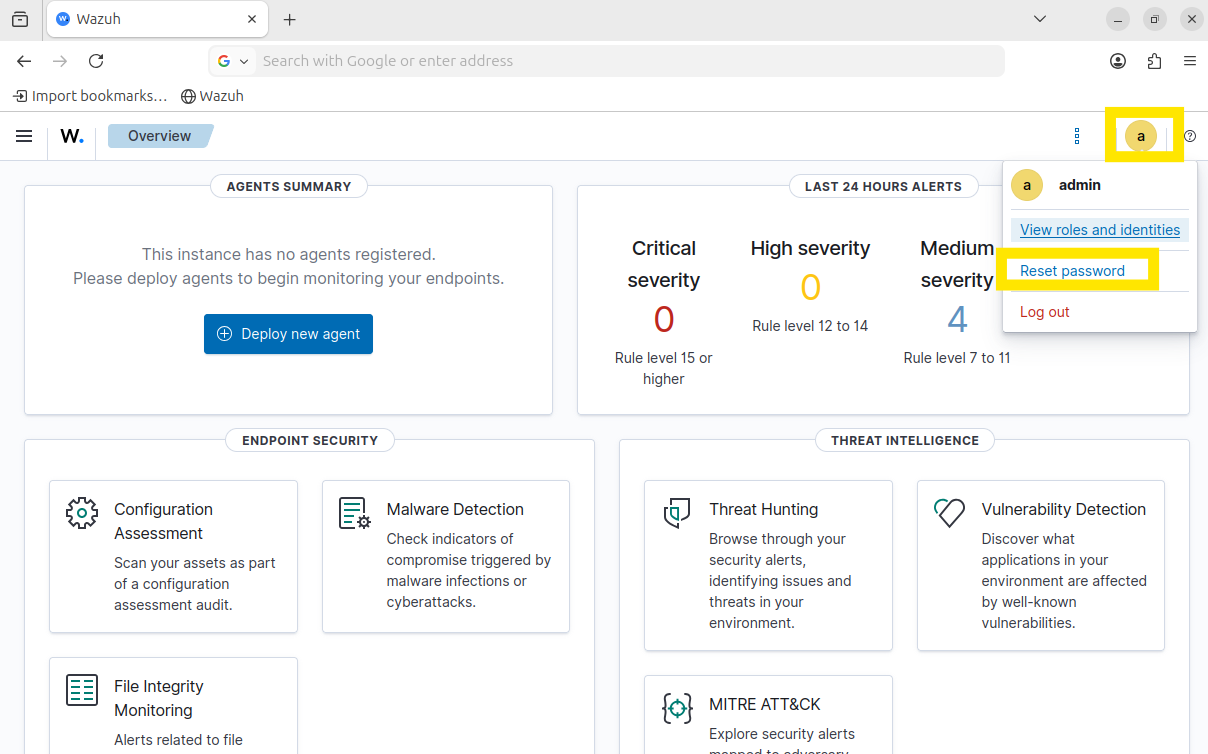 Wazuh
Search with Google or enter address
Import bookmarks…
Wazuh
W.
Overview
a
a
admin
View roles and identities
Reset password
Log out
AGENTS SUMMARY
This instance has no agents registered.
Please deploy agents to begin monitoring your endpoints.
Deploy new agent
LAST 24 HOURS ALERTS
Critical
severity
0
Rule level 15 or
higher
High severity
0
Rule level 12 to 14
Medium
severity
4
Rule level 7 to 11
ENDPOINT SECURITY
Configuration
Assessment
Scan your assets as part
of a configuration
assessment audit.
Malware Detection
Check indicators of
compromise triggered by
malware infections or
cyberattacks.
File Integrity
Monitoring
Alerts related to file
THREAT INTELLIGENCE
Threat Hunting
Browse through your
security alerts,
identifying issues and
threats in your
environment.
Vulnerability Detection
Discover what
applications in your
environment are affected
by well-known
vulnerabilities.
MITRE ATT&CK
Explore security alerts
mapped to adversary